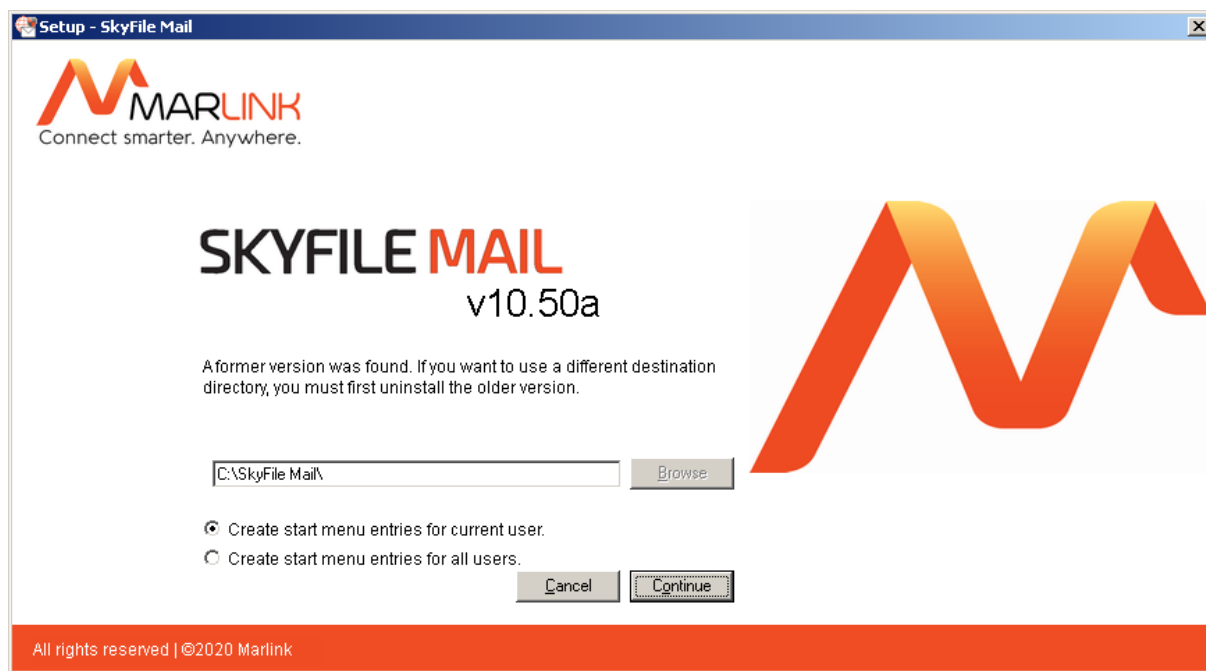 Setup - SkyFile Mail
MARLINK
Connect smarter. Anywhere.
SKYFILE MAIL
v10.50a
A former version was found. If you want to use a different destination
directory, you must first uninstall the older version.
C:\SkyFile Mail\
Browse
Create start menu entries for current user.
Create start menu entries for all users.
Cancel
Continue
All rights reserved | ©2020 Marlink